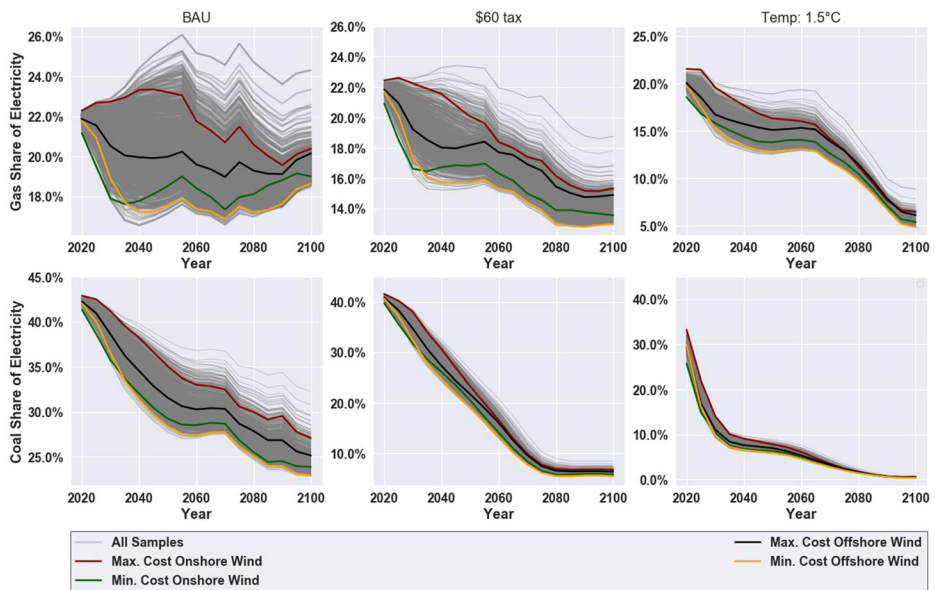 BAU
$60 tax
Temp: 1.5°C
Gas Share of Electricity
26.0%
24.0%
22.0%
20.0%
18.0%
26.0%
24.0%
22.0%
20.0%
18.0%
16.0%
14.0%
25.0%
20.0%
15.0%
10.0%
5.0%
2020 2040 2060 2080 2100
2020 2040 2060 2080 2100
2020 2040 2060 2080 2100
Year
Year
Year
Coal Share of Electricity
45.0%
40.0%
35.0%
30.0%
25.0%
40.0%
30.0%
20.0%
10.0%
40.0%
30.0%
20.0%
10.0%
0.0%
2020 2040 2060 2080 2100
2020 2040 2060 2080 2100
2020 2040 2060 2080 2100
Year
Year
Year
All Samples
Max. Cost Onshore Wind
Min. Cost Onshore Wind
Max. Cost Offshore Wind
Min. Cost Offshore Wind